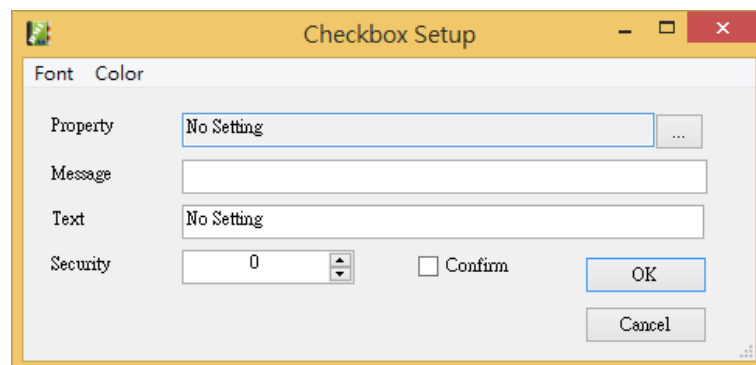 Checkbox Setup
Font Color
Property No Setting ...
Message
Text No Setting
Security 0 Confirm
OK
Cancel